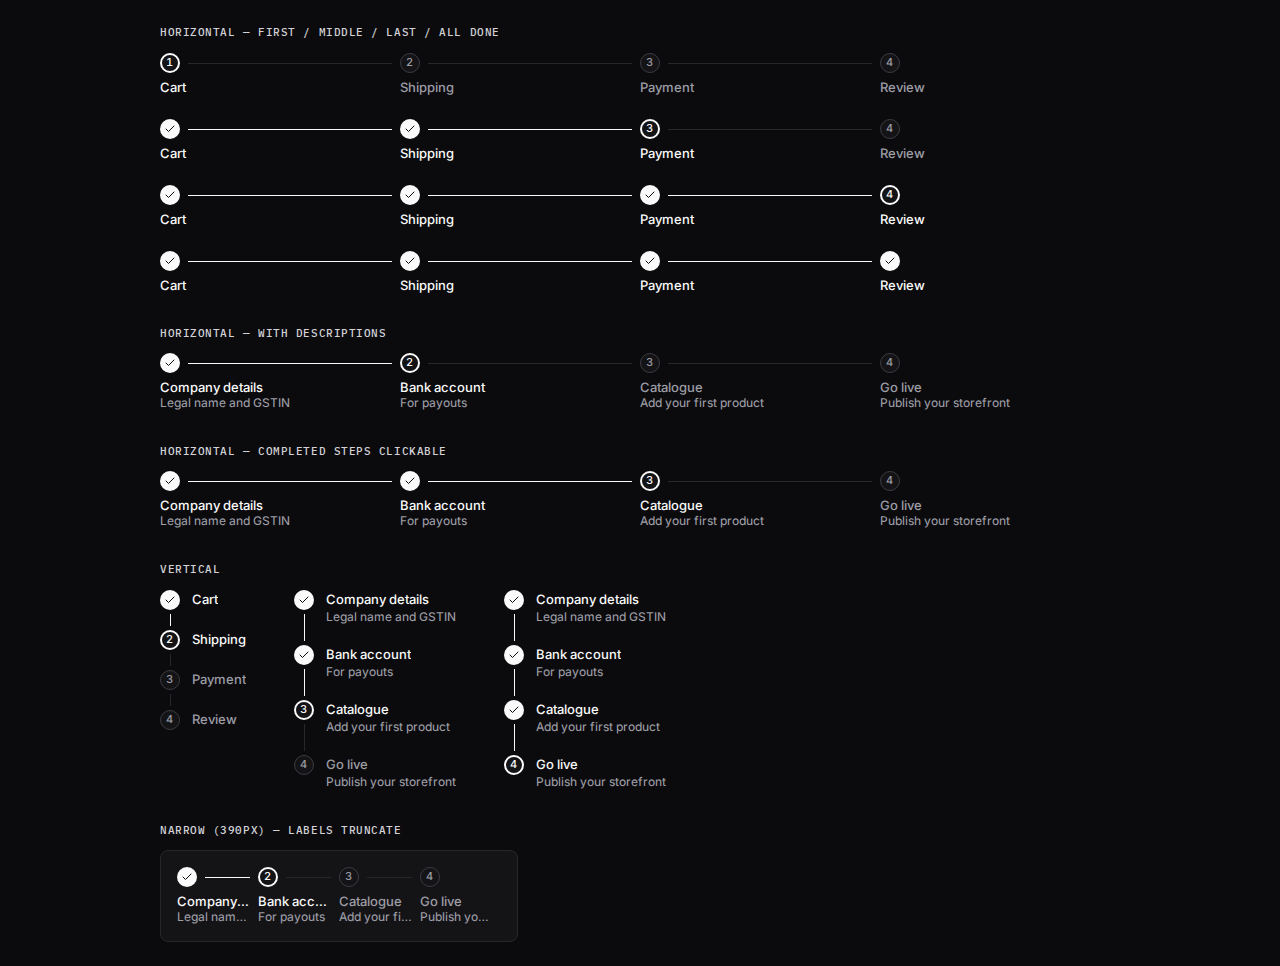 HORIZONTAL — FIRST / MIDDLE / LAST / ALL DONE
1 2 3 4
Cart Shipping Payment Review
3 4
Cart Shipping Payment Review
4
Cart Shipping Payment Review
Cart Shipping Payment Review
HORIZONTAL — WITH DESCRIPTIONS
2 3 4
Company details Bank account Catalogue Go live
Legal name and GSTIN For payouts Add your first product Publish your storefront
HORIZONTAL — COMPLETED STEPS CLICKABLE
3 4
Company details Bank account Catalogue Go live
Legal name and GSTIN For payouts Add your first product Publish your storefront
VERTICAL
Cart
2 Shipping
3 Payment
4 Review
Company details
Legal name and GSTIN
Bank account
For payouts
3 Catalogue
Add your first product
4 Go live
Publish your storefront
Company details
Legal name and GSTIN
Bank account
For payouts
Catalogue
Add your first product
4 Go live
Publish your storefront
NARROW (390PX) — LABELS TRUNCATE
2 3 4
Company... Bank acc... Catalogue Go live
Legal nam... For payouts Add your fi... Publish yo...